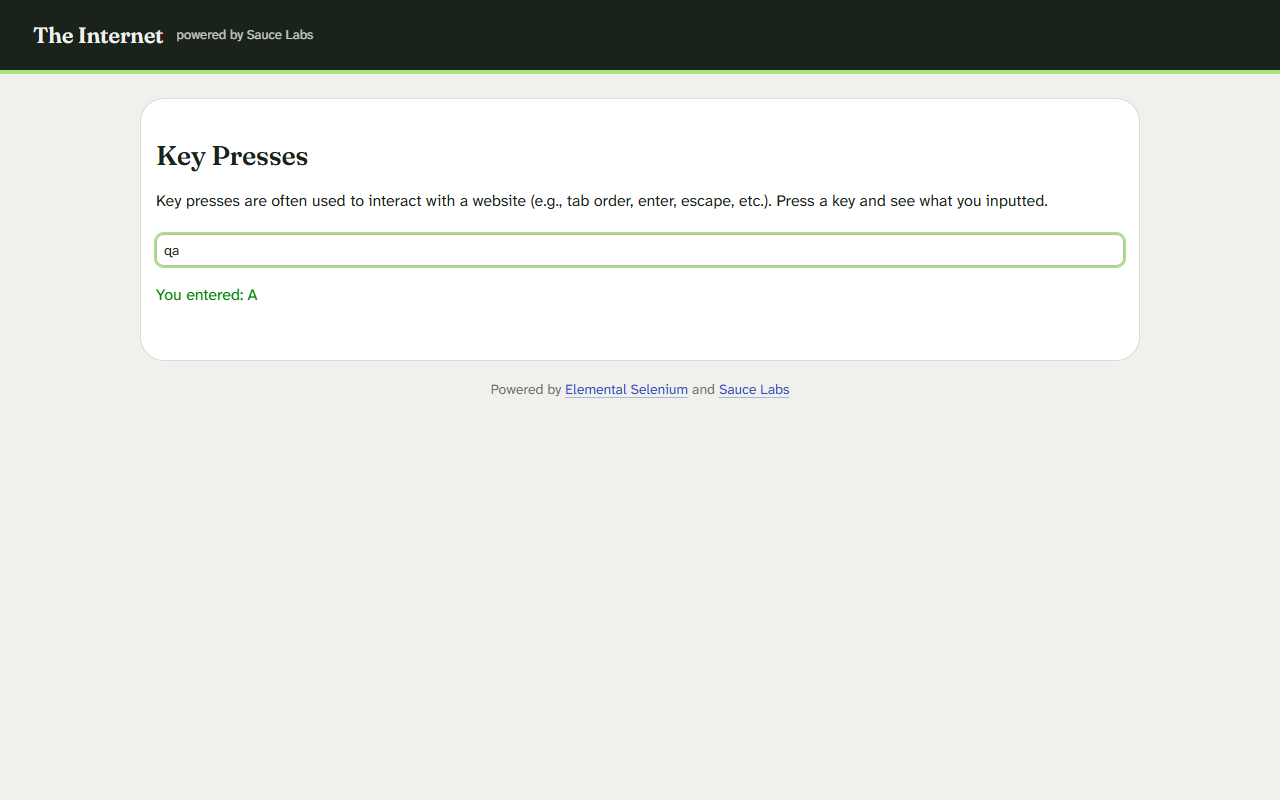 The Internet powered by Sauce Labs
Key Presses
Key presses are often used to interact with a website (e.g., tab order, enter, escape, etc.). Press a key and see what you inputted.
qa
You entered: A
Powered by Elemental Selenium and Sauce Labs